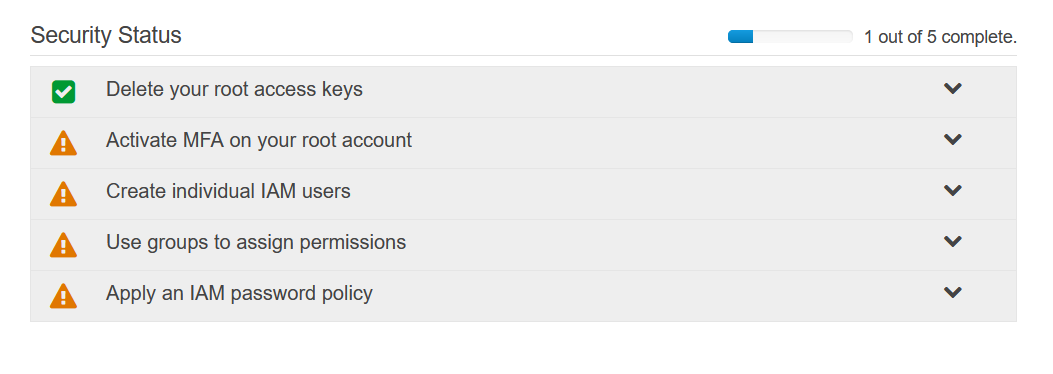 Security Status
1 out of 5 complete.
Delete your root access keys
Activate MFA on your root account
Create individual IAM users
Use groups to assign permissions
Apply an IAM password policy